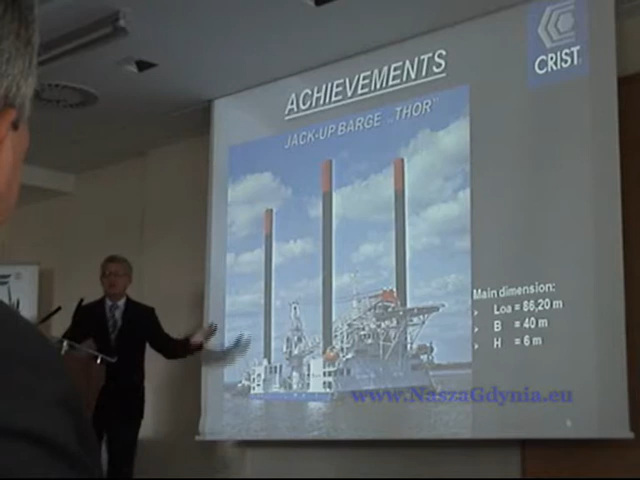 ACHIEVEMENTS
JACK-UP BARGE „THOR”
CRIST
Main dimension:
Loa = 86,20 m
B = 40 m
H = 6 m
www.NaszaGdynia.eu